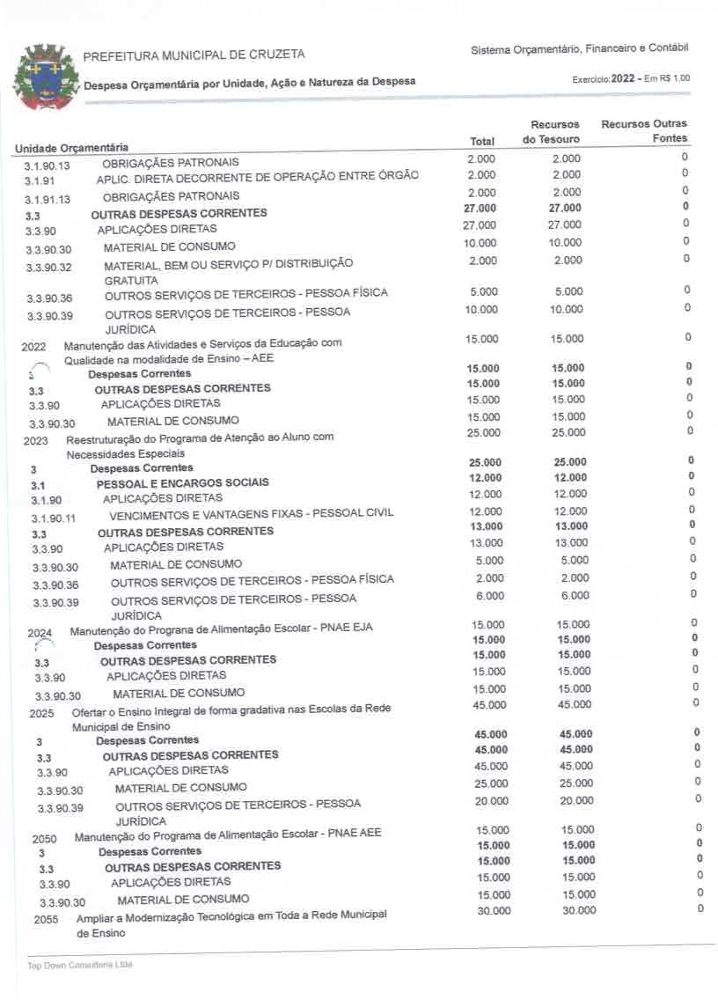 PREFEITURA MUNICIPAL DE CRUZETA
Sistema Orçamentário, Financeiro e Contábil
Despesa Orçamentária por Unidade, Ação e Natureza da Despesa
Exercício: 2022 - Em R$ 1,00
Unidade Orçamentária Total Recursos do Tesouro Recursos Outras Fontes
3.1.90.13 OBRIGAÇÃES PATRONAIS 2.000 2.000 0
3.1.91 APLIC. DIRETA DECORRENTE DE OPERAÇÃO ENTRE ÓRGÃO 2.000 2.000 0
3.1.91.13 OBRIGAÇÃES PATRONAIS 2.000 2.000 0
3.3 OUTRAS DESPESAS CORRENTES 27.000 27.000 0
3.3.90 APLICAÇÕES DIRETAS 27.000 27.000 0
3.3.90.30 MATERIAL DE CONSUMO 10.000 10.000 0
3.3.90.32 MATERIAL, BEM OU SERVIÇO P/ DISTRIBUIÇÃO 2.000 2.000 0
GRATUITA
3.3.90.36 OUTROS SERVIÇOS DE TERCEIROS - PESSOA FÍSICA 5.000 5.000 0
3.3.90.39 OUTROS SERVIÇOS DE TERCEIROS - PESSOA 10.000 10.000 0
JURÍDICA
2022 Manutenção das Atividades e Serviços da Educação com 15.000 15.000 0
Qualidade na modalidade de Ensino – AEE
Despesas Correntes 15.000 15.000 0
3.3 OUTRAS DESPESAS CORRENTES 15.000 15.000 0
3.3.90 APLICAÇÕES DIRETAS 15.000 15.000 0
3.3.90.30 MATERIAL DE CONSUMO 15.000 15.000 0
2023 Reestruturação do Programa de Atenção ao Aluno com 25.000 25.000 0
Necessidades Especiais
3 Despesas Correntes 25.000 25.000 0
3.1 PESSOAL E ENCARGOS SOCIAIS 12.000 12.000 0
3.1.90 APLICAÇÕES DIRETAS 12.000 12.000 0
3.1.90.11 VENCIMENTOS E VANTAGENS FIXAS - PESSOAL CIVIL 12.000 12.000 0
3.3 OUTRAS DESPESAS CORRENTES 13.000 13.000 0
3.3.90 APLICAÇÕES DIRETAS 13.000 13.000 0
3.3.90.30 MATERIAL DE CONSUMO 5.000 5.000 0
3.3.90.36 OUTROS SERVIÇOS DE TERCEIROS - PESSOA FÍSICA 2.000 2.000 0
3.3.90.39 OUTROS SERVIÇOS DE TERCEIROS - PESSOA 6.000 6.000 0
JURÍDICA
2024 Manutenção do Prograna de Alimentação Escolar - PNAE EJA 15.000 15.000 0
Despesas Correntes 15.000 15.000 0
3.3 OUTRAS DESPESAS CORRENTES 15.000 15.000 0
3.3.90 APLICAÇÕES DIRETAS 15.000 15.000 0
3.3.90.30 MATERIAL DE CONSUMO 15.000 15.000 0
2025 Ofertar o Ensino Integral de forma gradativa nas Escolas da Rede 45.000 45.000 0
Municipal de Ensino
3 Despesas Correntes 45.000 45.000 0
3.3 OUTRAS DESPESAS CORRENTES 45.000 45.000 0
3.3.90 APLICAÇÕES DIRETAS 45.000 45.000 0
3.3.90.30 MATERIAL DE CONSUMO 25.000 25.000 0
3.3.90.39 OUTROS SERVIÇOS DE TERCEIROS - PESSOA 20.000 20.000 0
JURÍDICA
2050 Manutenção do Programa de Alimentação Escolar - PNAE AEE 15.000 15.000 0
3 Despesas Correntes 15.000 15.000 0
3.3 OUTRAS DESPESAS CORRENTES 15.000 15.000 0
3.3.90 APLICAÇÕES DIRETAS 15.000 15.000 0
3.3.90.30 MATERIAL DE CONSUMO 15.000 15.000 0
2055 Ampliar a Modernização Tecnológica em Toda a Rede Municipal 30.000 30.000 0
de Ensino
Top Down Consultoria Ltda